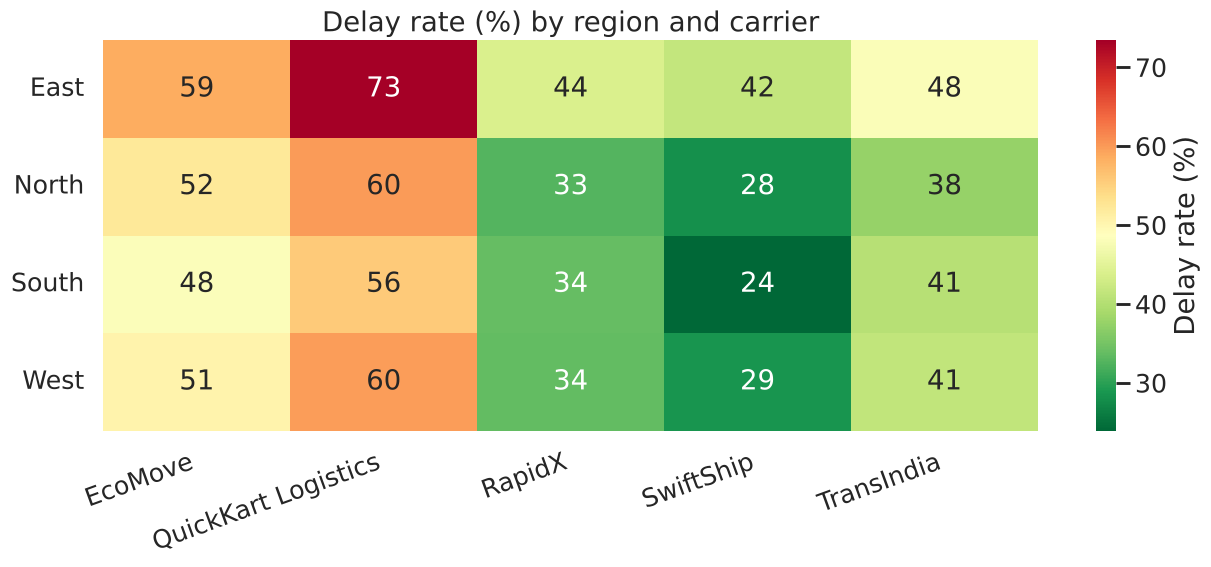 Delay rate (%) by region and carrier
East 59 73 44 42 48
North 52 60 33 28 38
South 48 56 34 24 41
West 51 60 34 29 41
EcoMove QuickKart Logistics RapidX SwiftShip TransIndia
70
60
50
40
30
Delay rate (%)